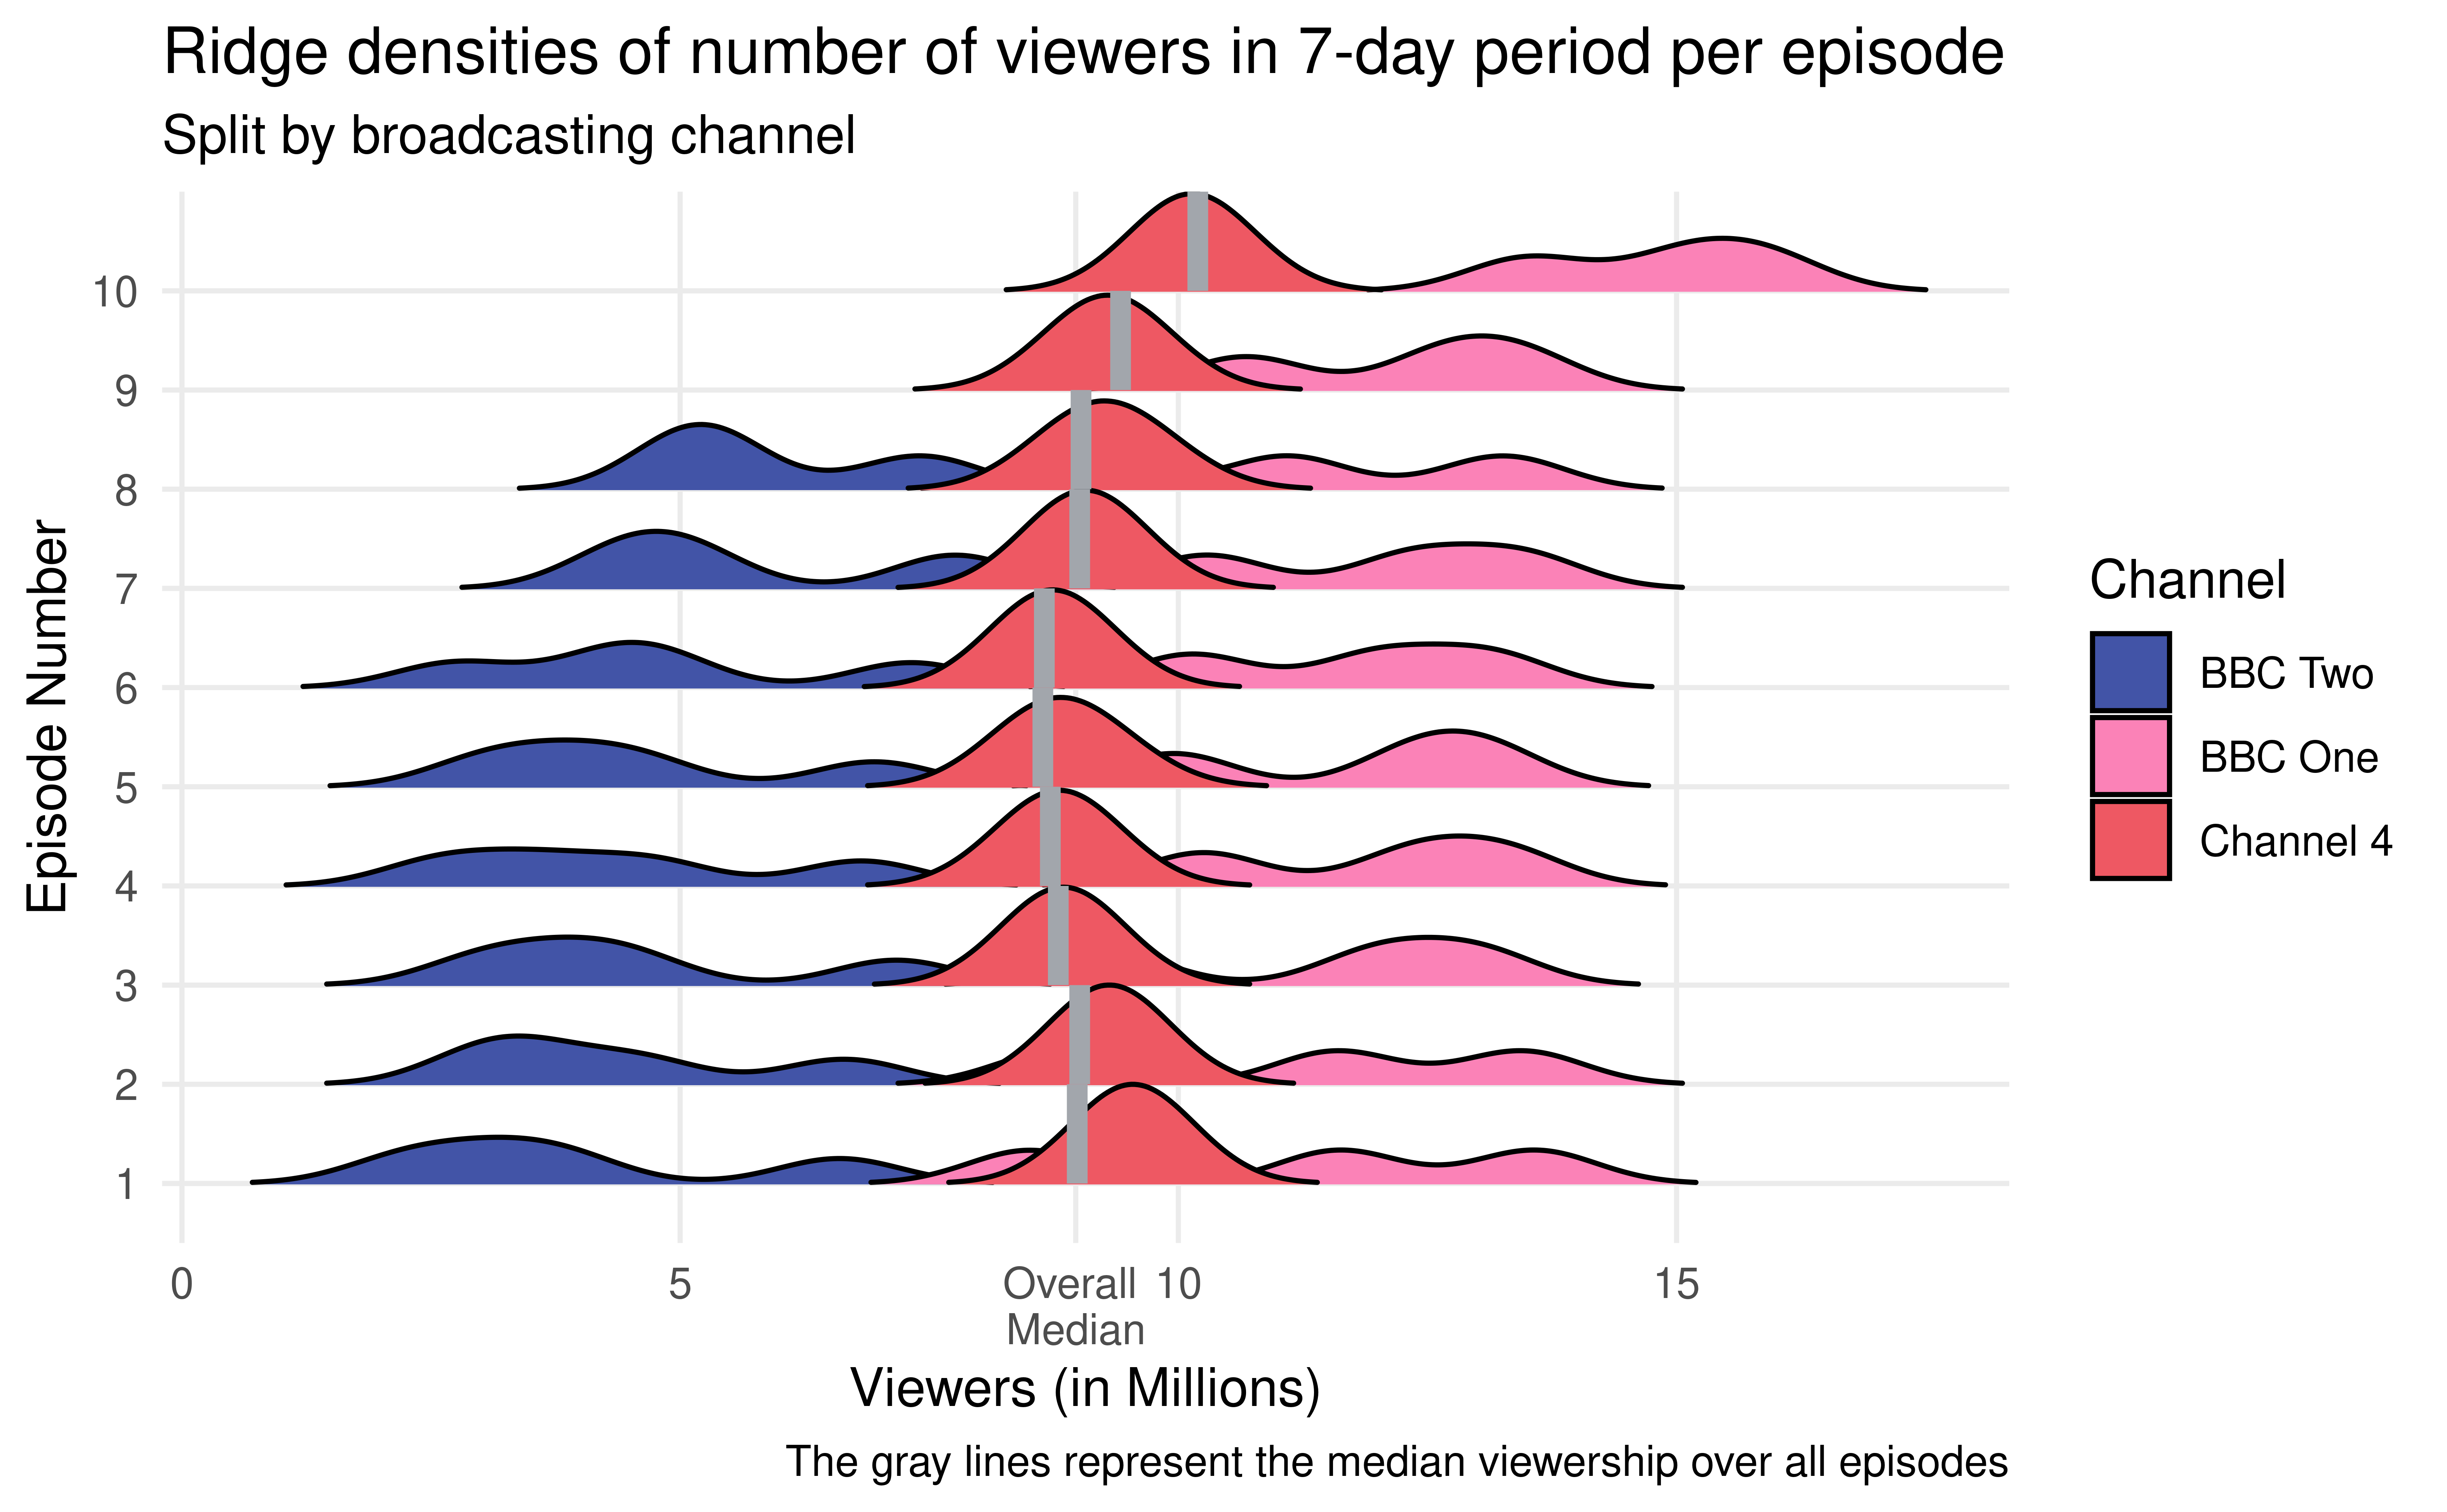 Ridge densities of number of viewers in 7-day period per episode
Split by broadcasting channel
Episode Number
10
9
8
7
6
5
4
3
2
1
0
5
Overall
Median
10
15
Viewers (in Millions)
The gray lines represent the median viewership over all episodes
Channel
BBC Two
BBC One
Channel 4